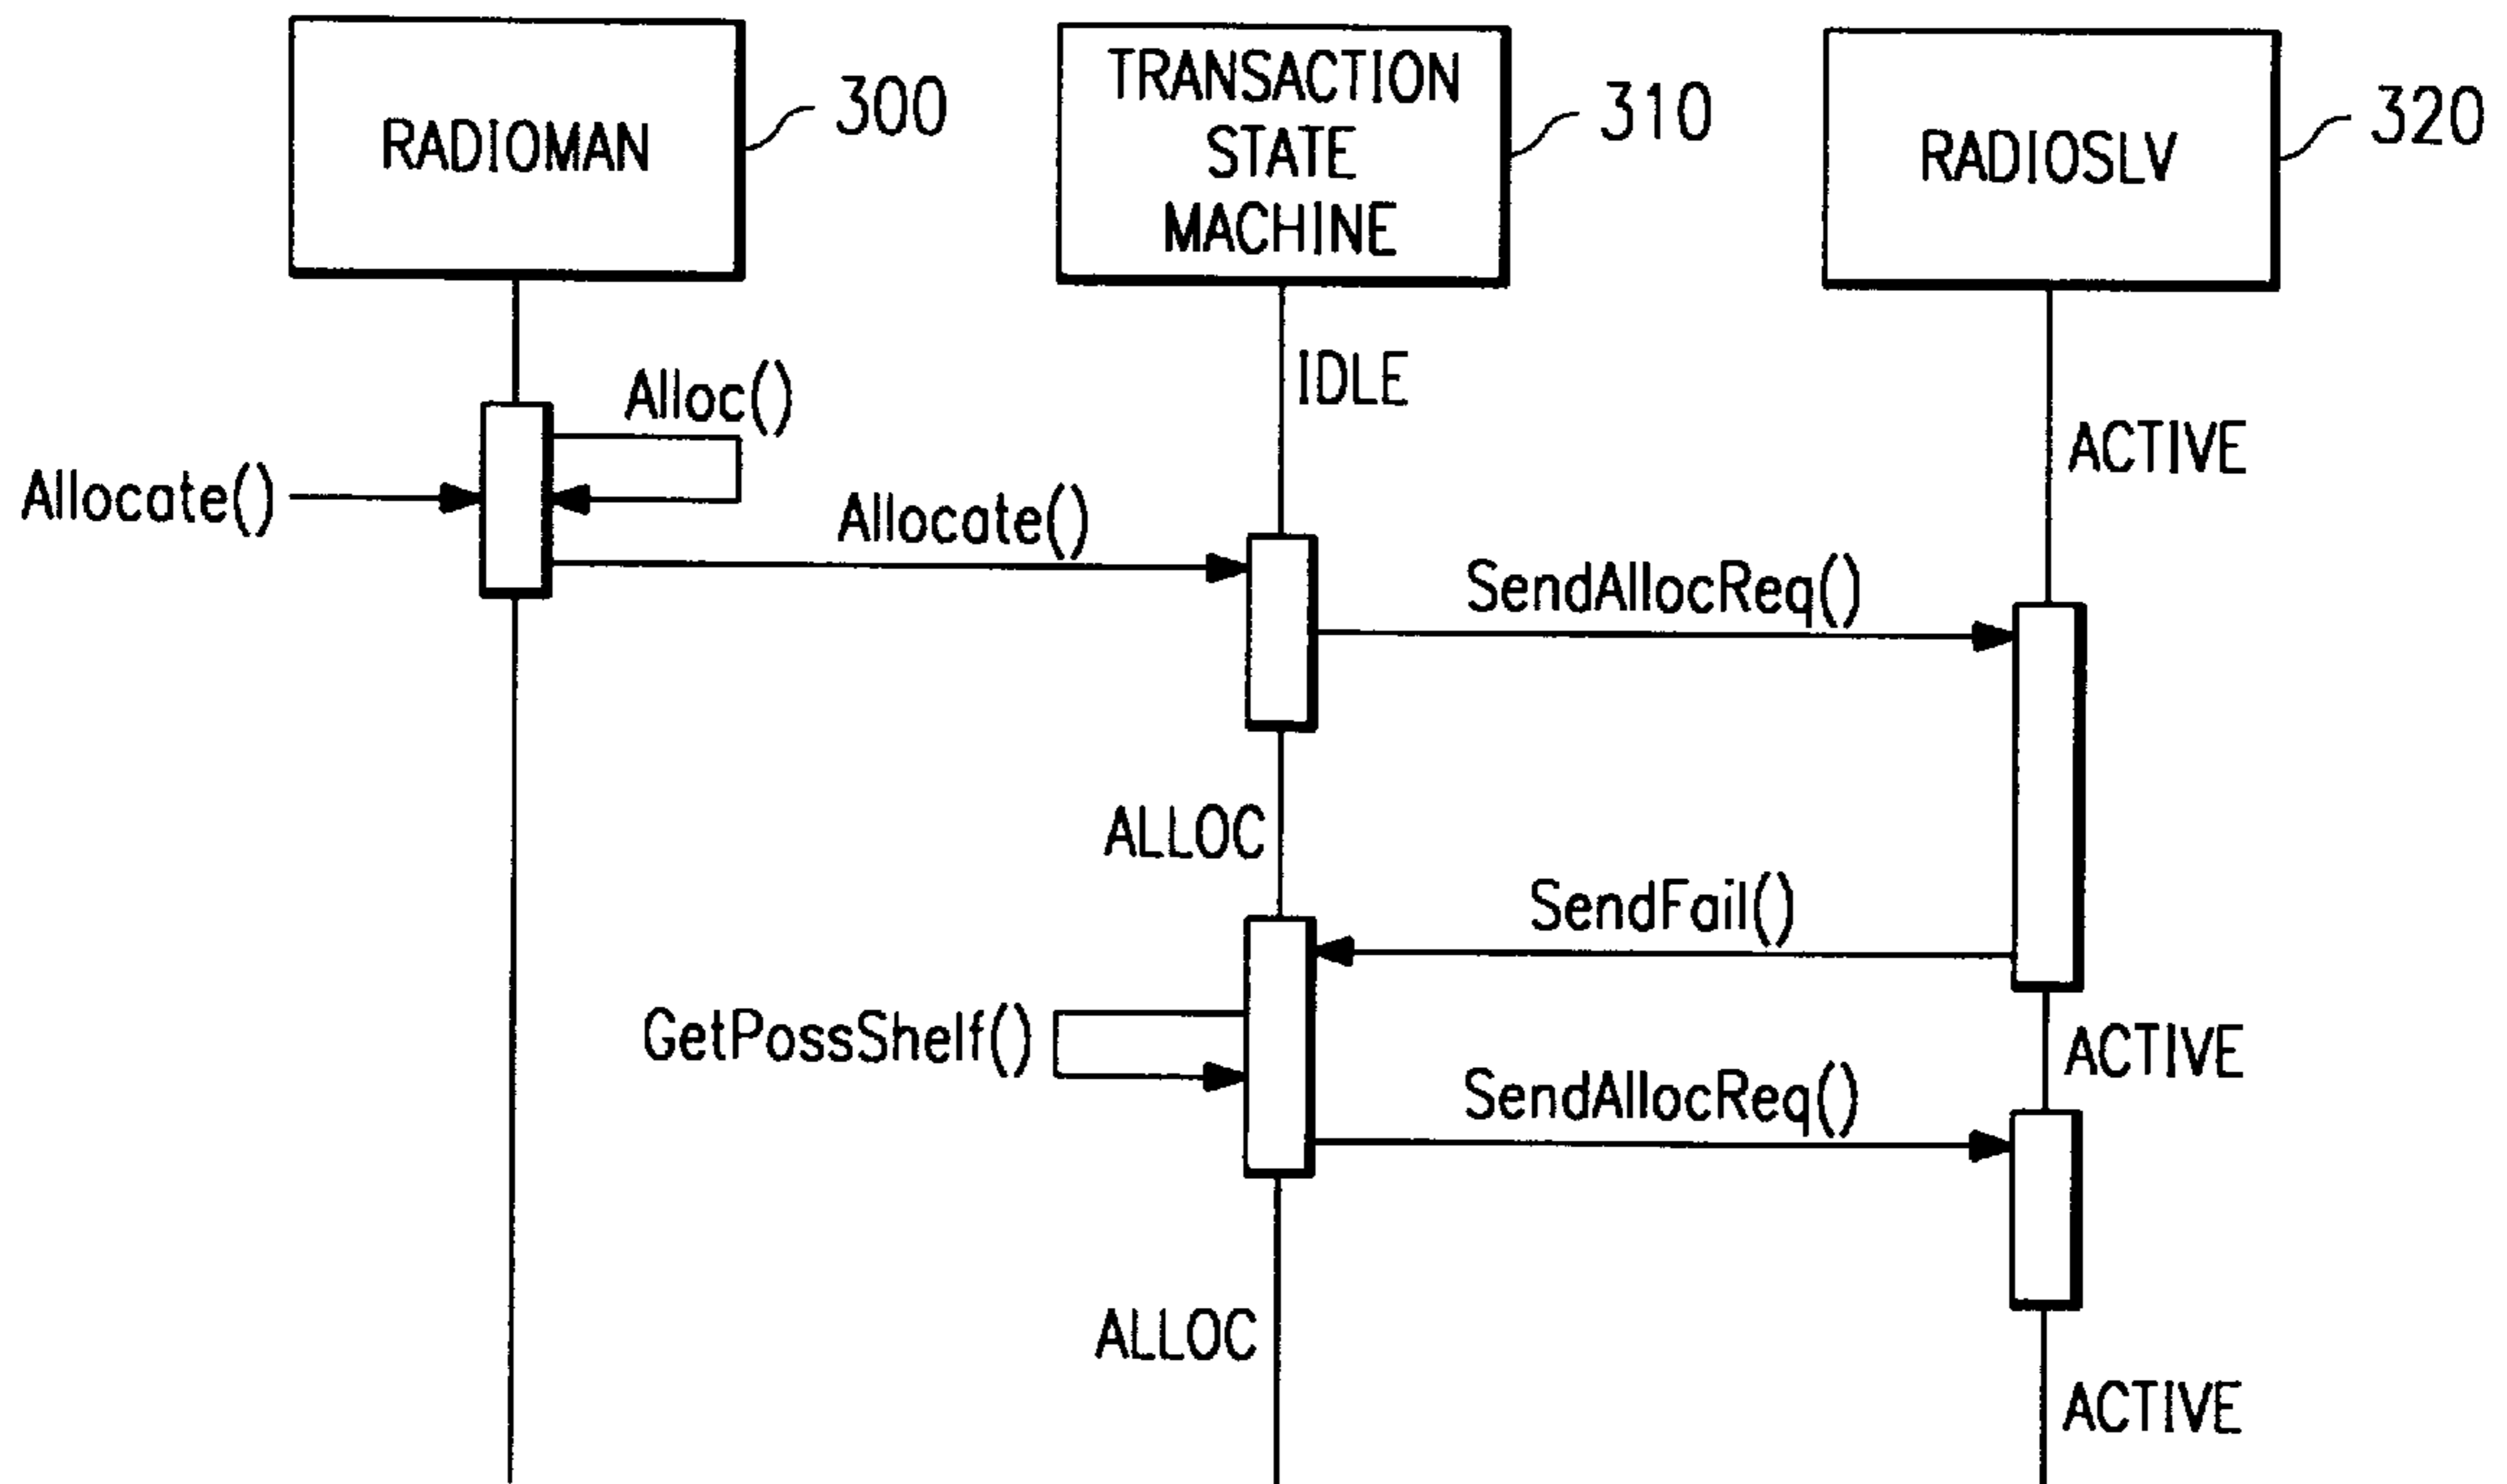 RADIOMAN
300
TRANSACTION
STATE
MACHINE
310
RADIOSLV
320
IDLE
Alloc()
ACTIVE
Allocate()
Allocate()
SendAllocReq()
ALLOC
SendFail()
GetPossShelf()
ACTIVE
SendAllocReq()
ALLOC
ACTIVE